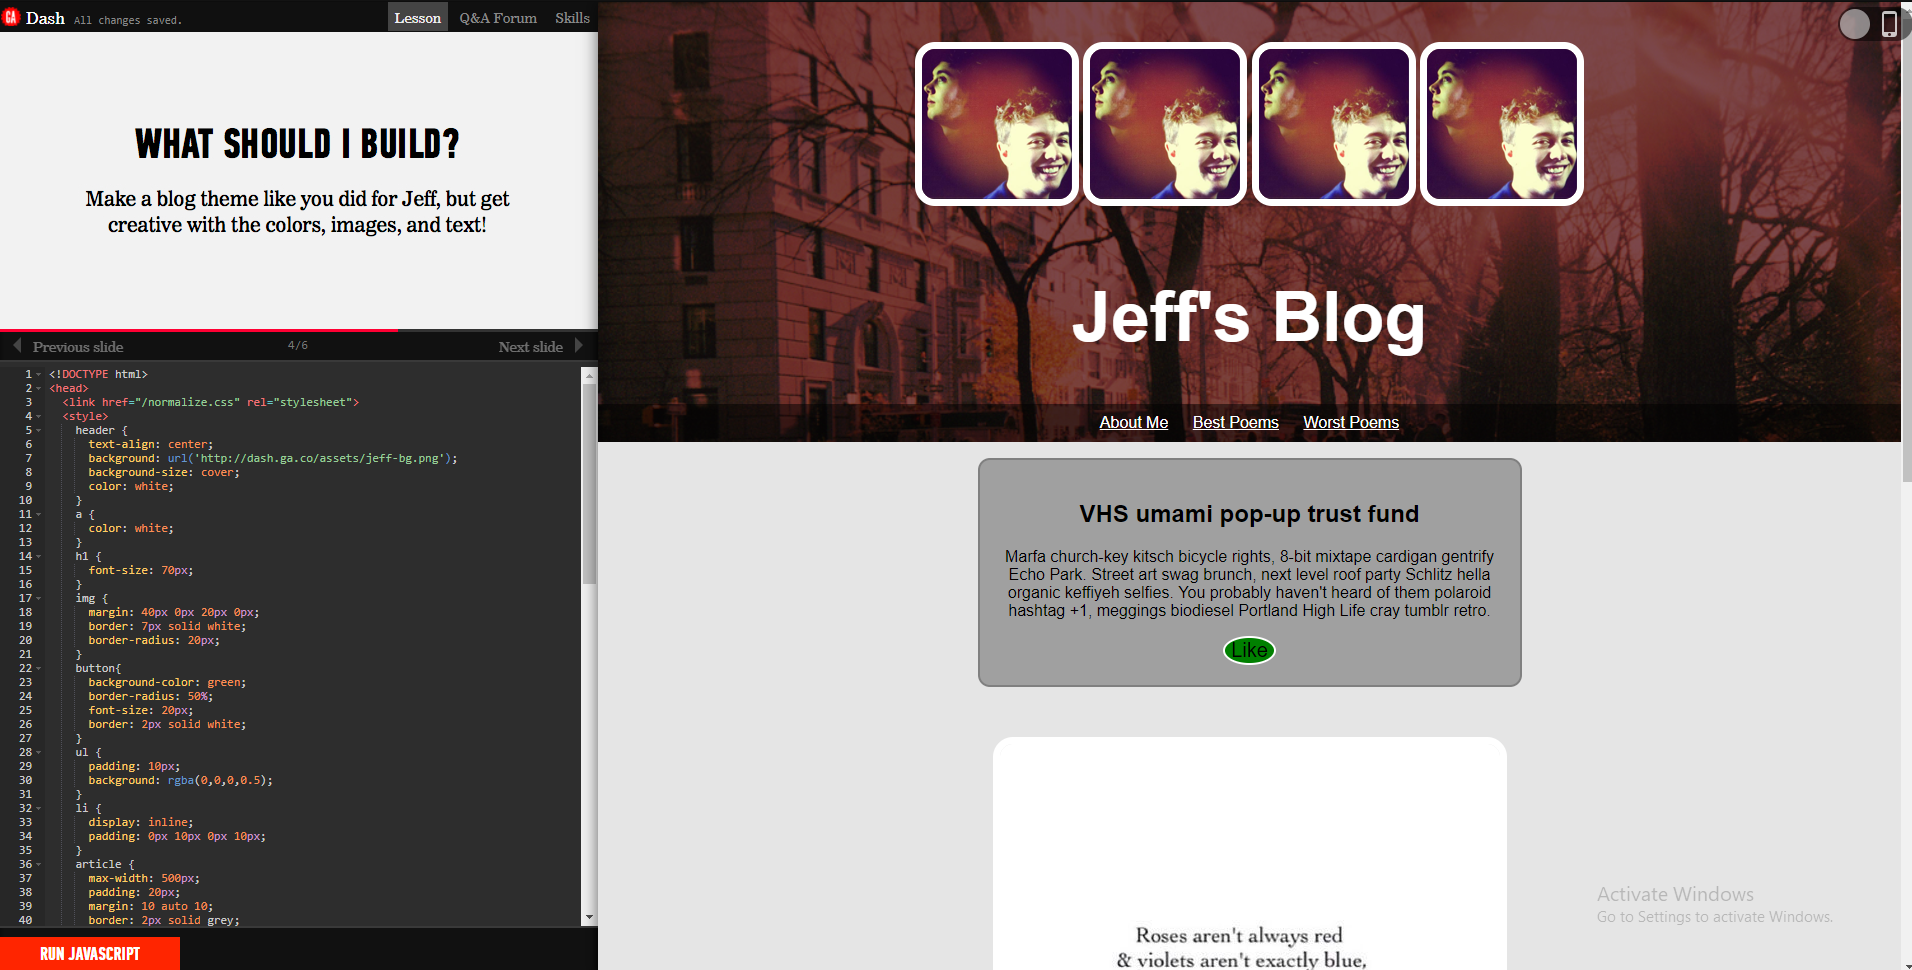 GA Dash All changes saved. Lesson Q&A Forum Skills
WHAT SHOULD I BUILD?
Make a blog theme like you did for Jeff, but get
creative with the colors, images, and text!
Previous slide 4/6 Next slide
1 <!DOCTYPE html>
2 <head>
3 <link href="/normalize.css" rel="stylesheet">
4 <style>
5 header {
6 text-align: center;
7 background: url('http://dash.ga.co/assets/jeff-bg.png');
8 background-size: cover;
9 color: white;
10 }
11 a {
12 color: white;
13 }
14 h1 {
15 font-size: 70px;
16 }
17 img {
18 margin: 40px 0px 20px 0px;
19 border: 7px solid white;
20 border-radius: 20px;
21 }
22 button{
23 background-color: green;
24 border-radius: 50%;
25 font-size: 20px;
26 border: 2px solid white;
27 }
28 ul {
29 padding: 10px;
30 background: rgba(0,0,0,0.5);
31 }
32 li {
33 display: inline;
34 padding: 0px 10px 0px 10px;
35 }
36 article {
37 max-width: 500px;
38 padding: 20px;
39 margin: 10 auto 10;
40 border: 2px solid grey;
RUN JAVASCRIPT
Jeff's Blog
About Me Best Poems Worst Poems
VHS umami pop-up trust fund
Marfa church-key kitsch bicycle rights, 8-bit mixtape cardigan gentrify
Echo Park. Street art swag brunch, next level roof party Schlitz hella
organic keffiyeh selfies. You probably haven't heard of them polaroid
hashtag +1, meggings biodiesel Portland High Life cray tumblr retro.
Like
Roses aren't always red
& violets aren't exactly blue,
Activate Windows
Go to Settings to activate Windows.